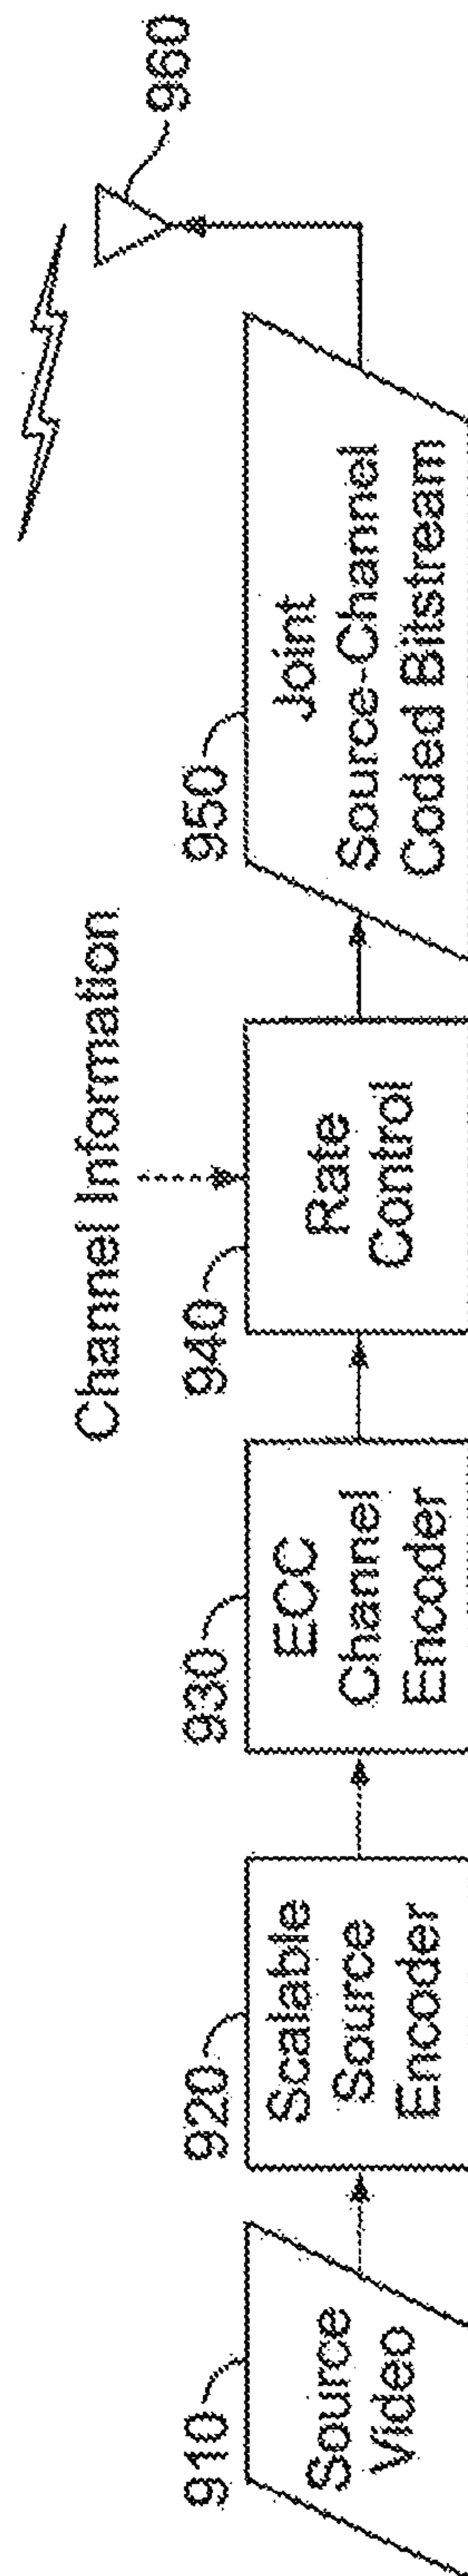 910
Source
Video
920
Scalable
Source
Encoder
930
ECC
Channel
Encoder
940
Channel Information
Rate
Control
950
Joint
Source-Channel
Coded Bitstream
960